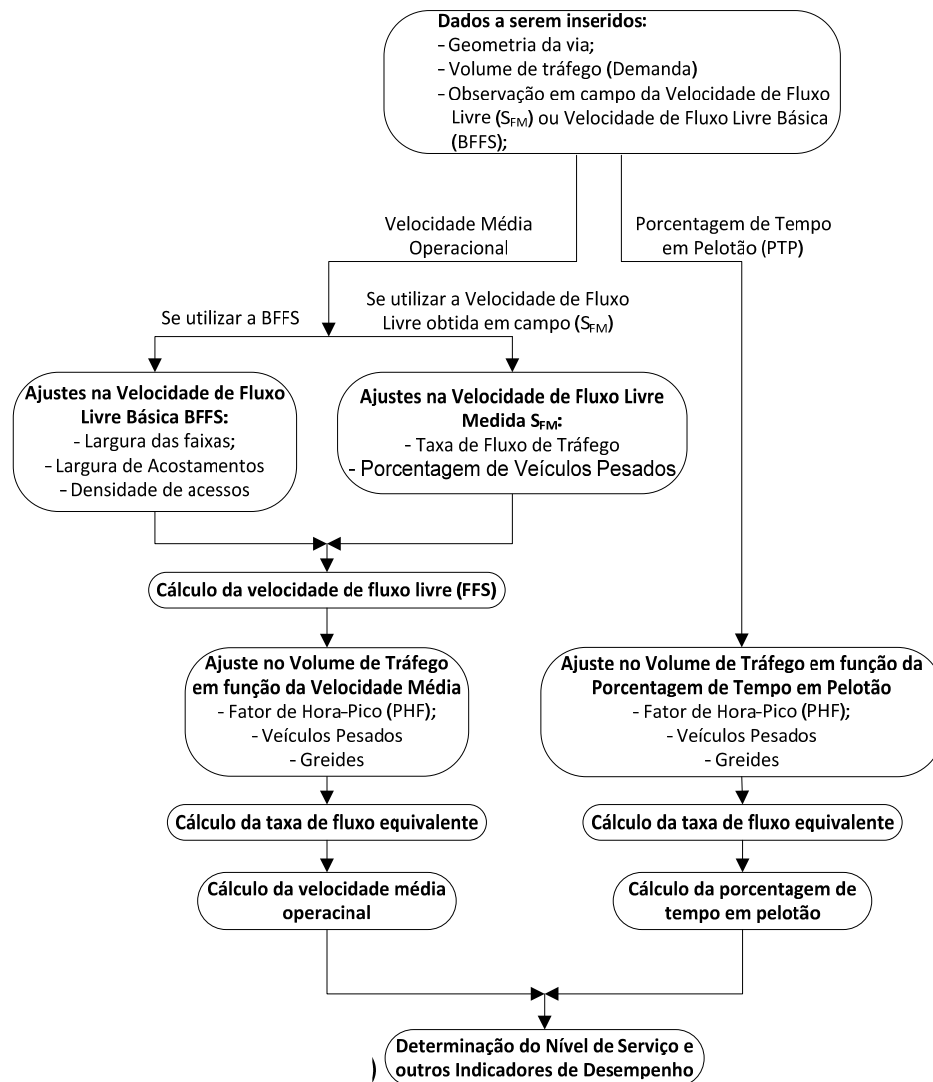 Dados a serem inseridos:
- Geometria da via;
- Volume de tráfego (Demanda)
- Observação em campo da Velocidade de Fluxo
Livre (SFM) ou Velocidade de Fluxo Livre Básica
(BFFS);
Velocidade Média
Operacional
Porcentagem de Tempo
em Pelotão (PTP)
Se utilizar a BFFS
Se utilizar a Velocidade de Fluxo
Livre obtida em campo (SFM)
Ajustes na Velocidade de Fluxo
Livre Básica BFFS:
- Largura das faixas;
- Largura de Acostamentos
- Densidade de acessos
Ajustes na Velocidade de Fluxo Livre
Medida SFM:
- Taxa de Fluxo de Tráfego
- Porcentagem de Veículos Pesados
Cálculo da velocidade de fluxo livre (FFS)
Ajuste no Volume de Tráfego
em função da Velocidade Média
- Fator de Hora-Pico (PHF);
- Veículos Pesados
- Greides
Ajuste no Volume de Tráfego em função da
Porcentagem de Tempo em Pelotão
- Fator de Hora-Pico (PHF);
- Veículos Pesados
- Greides
Cálculo da taxa de fluxo equivalente
Cálculo da taxa de fluxo equivalente
Cálculo da velocidade média
operacinal
Cálculo da porcentagem de
tempo em pelotão
Determinação do Nível de Serviço e
outros Indicadores de Desempenho
)